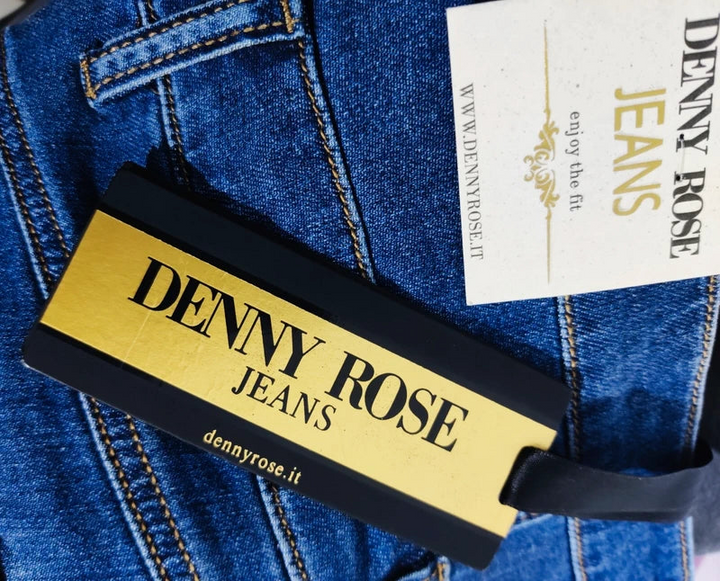 DENNY ROSE
JEANS
dennyrose.it
DENNY ROSE
JEANS
enjoy the fit
WWW.DENNYROSE.IT